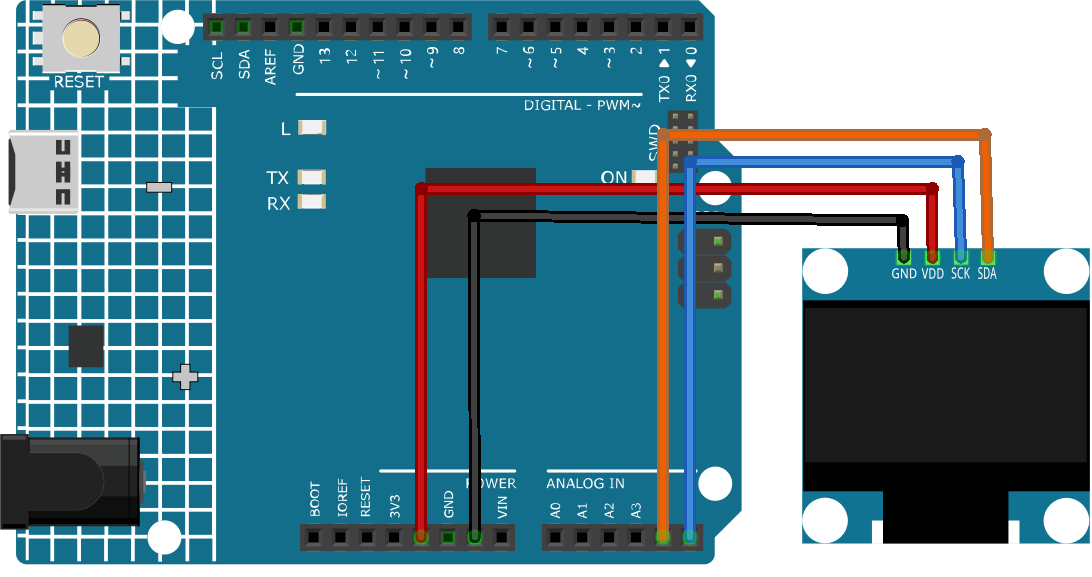 RESET
SCL
SDA
AREF
GND
13
12
~11
~10
~9
8
7
~6
~5
4
~3
2
TX0 ▶ 1
RX0 ◀ 0
DIGITAL - PWM~
L
TX
RX
ON
SWD
GND VDD SCK SDA
POWER
ANALOG IN
BOOT
IOREF
RESET
3V3
GND
VIN
A0
A1
A2
A3